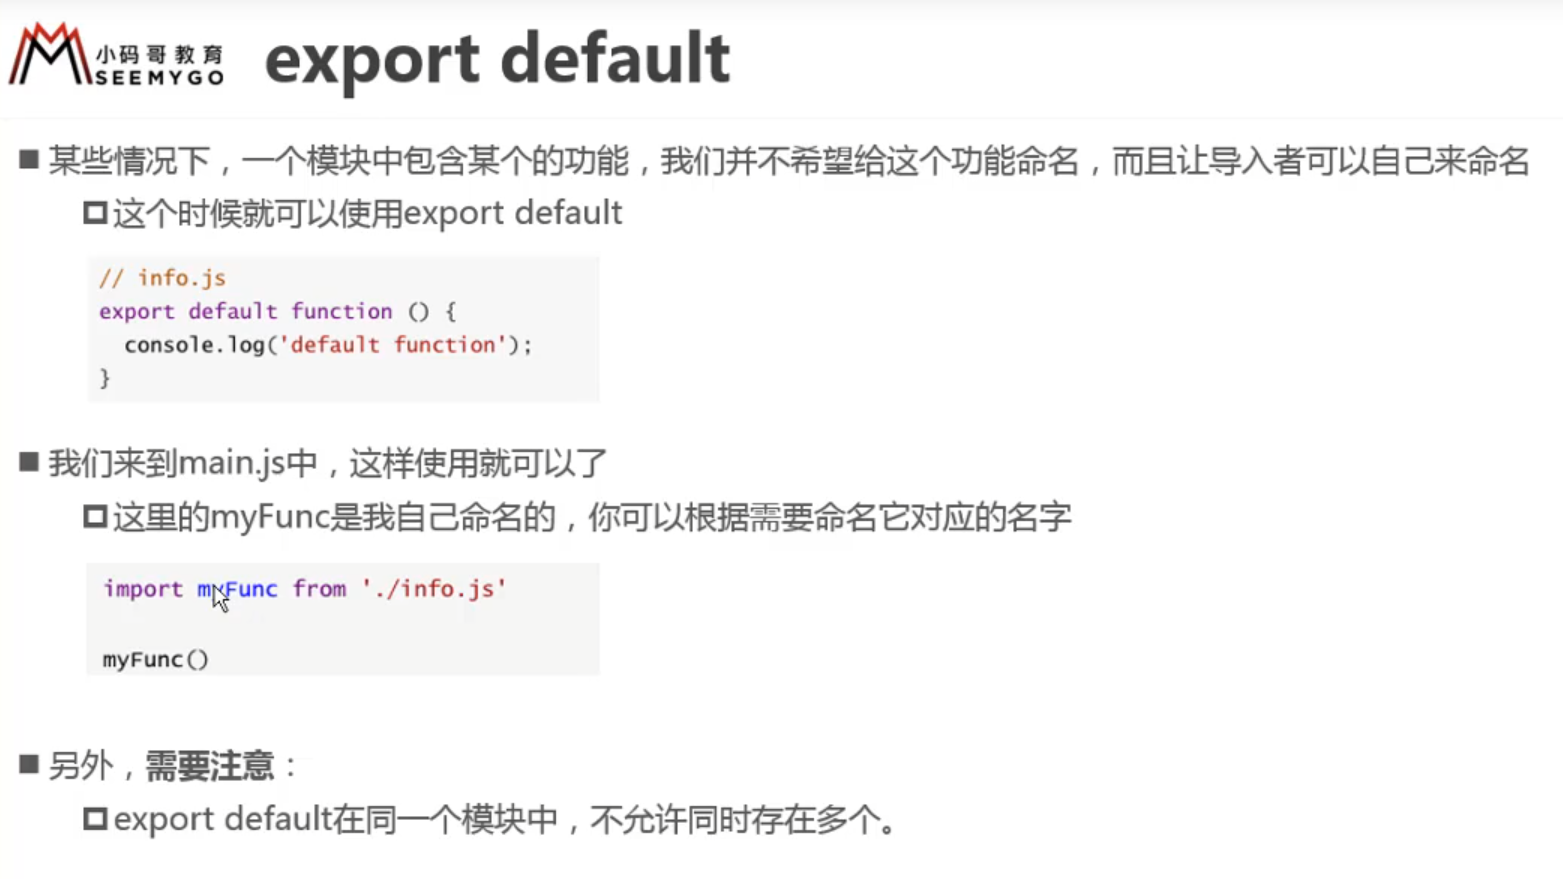 小码哥教育
SEEMYGO
export default
某些情况下，一个模块中包含某个的功能，我们并不希望给这个功能命名，而且让导入者可以自己来命名
这个时候就可以使用export default
// info.js
export default function () {
  console.log('default function');
}
我们来到main.js中，这样使用就可以了
这里的myFunc是我自己命名的，你可以根据需要命名它对应的名字
import myFunc from './info.js'
myFunc()
另外，需要注意：
export default在同一个模块中，不允许同时存在多个。